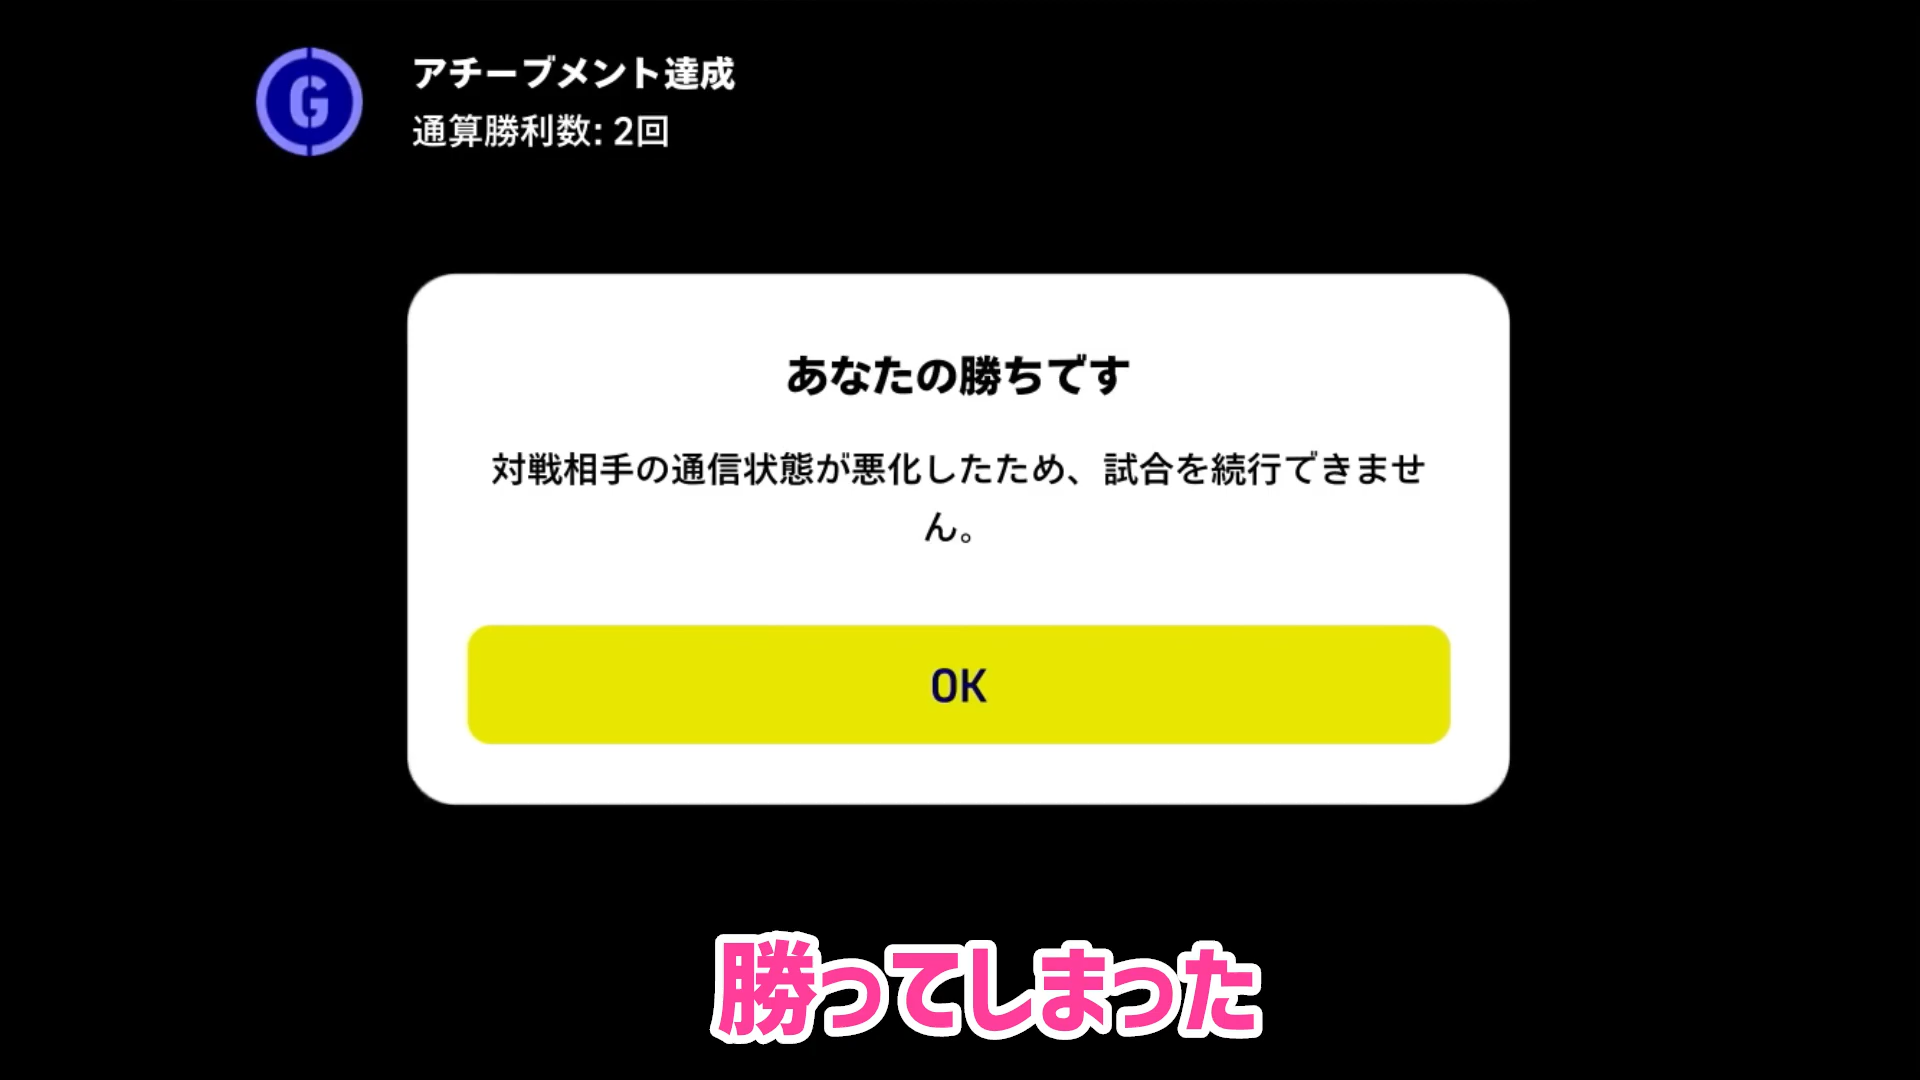 G
アチーブメント達成
通算勝利数: 2回
あなたの勝ちです
対戦相手の通信状態が悪化したため、試合を続行できませ
ん。
OK
勝ってしまった